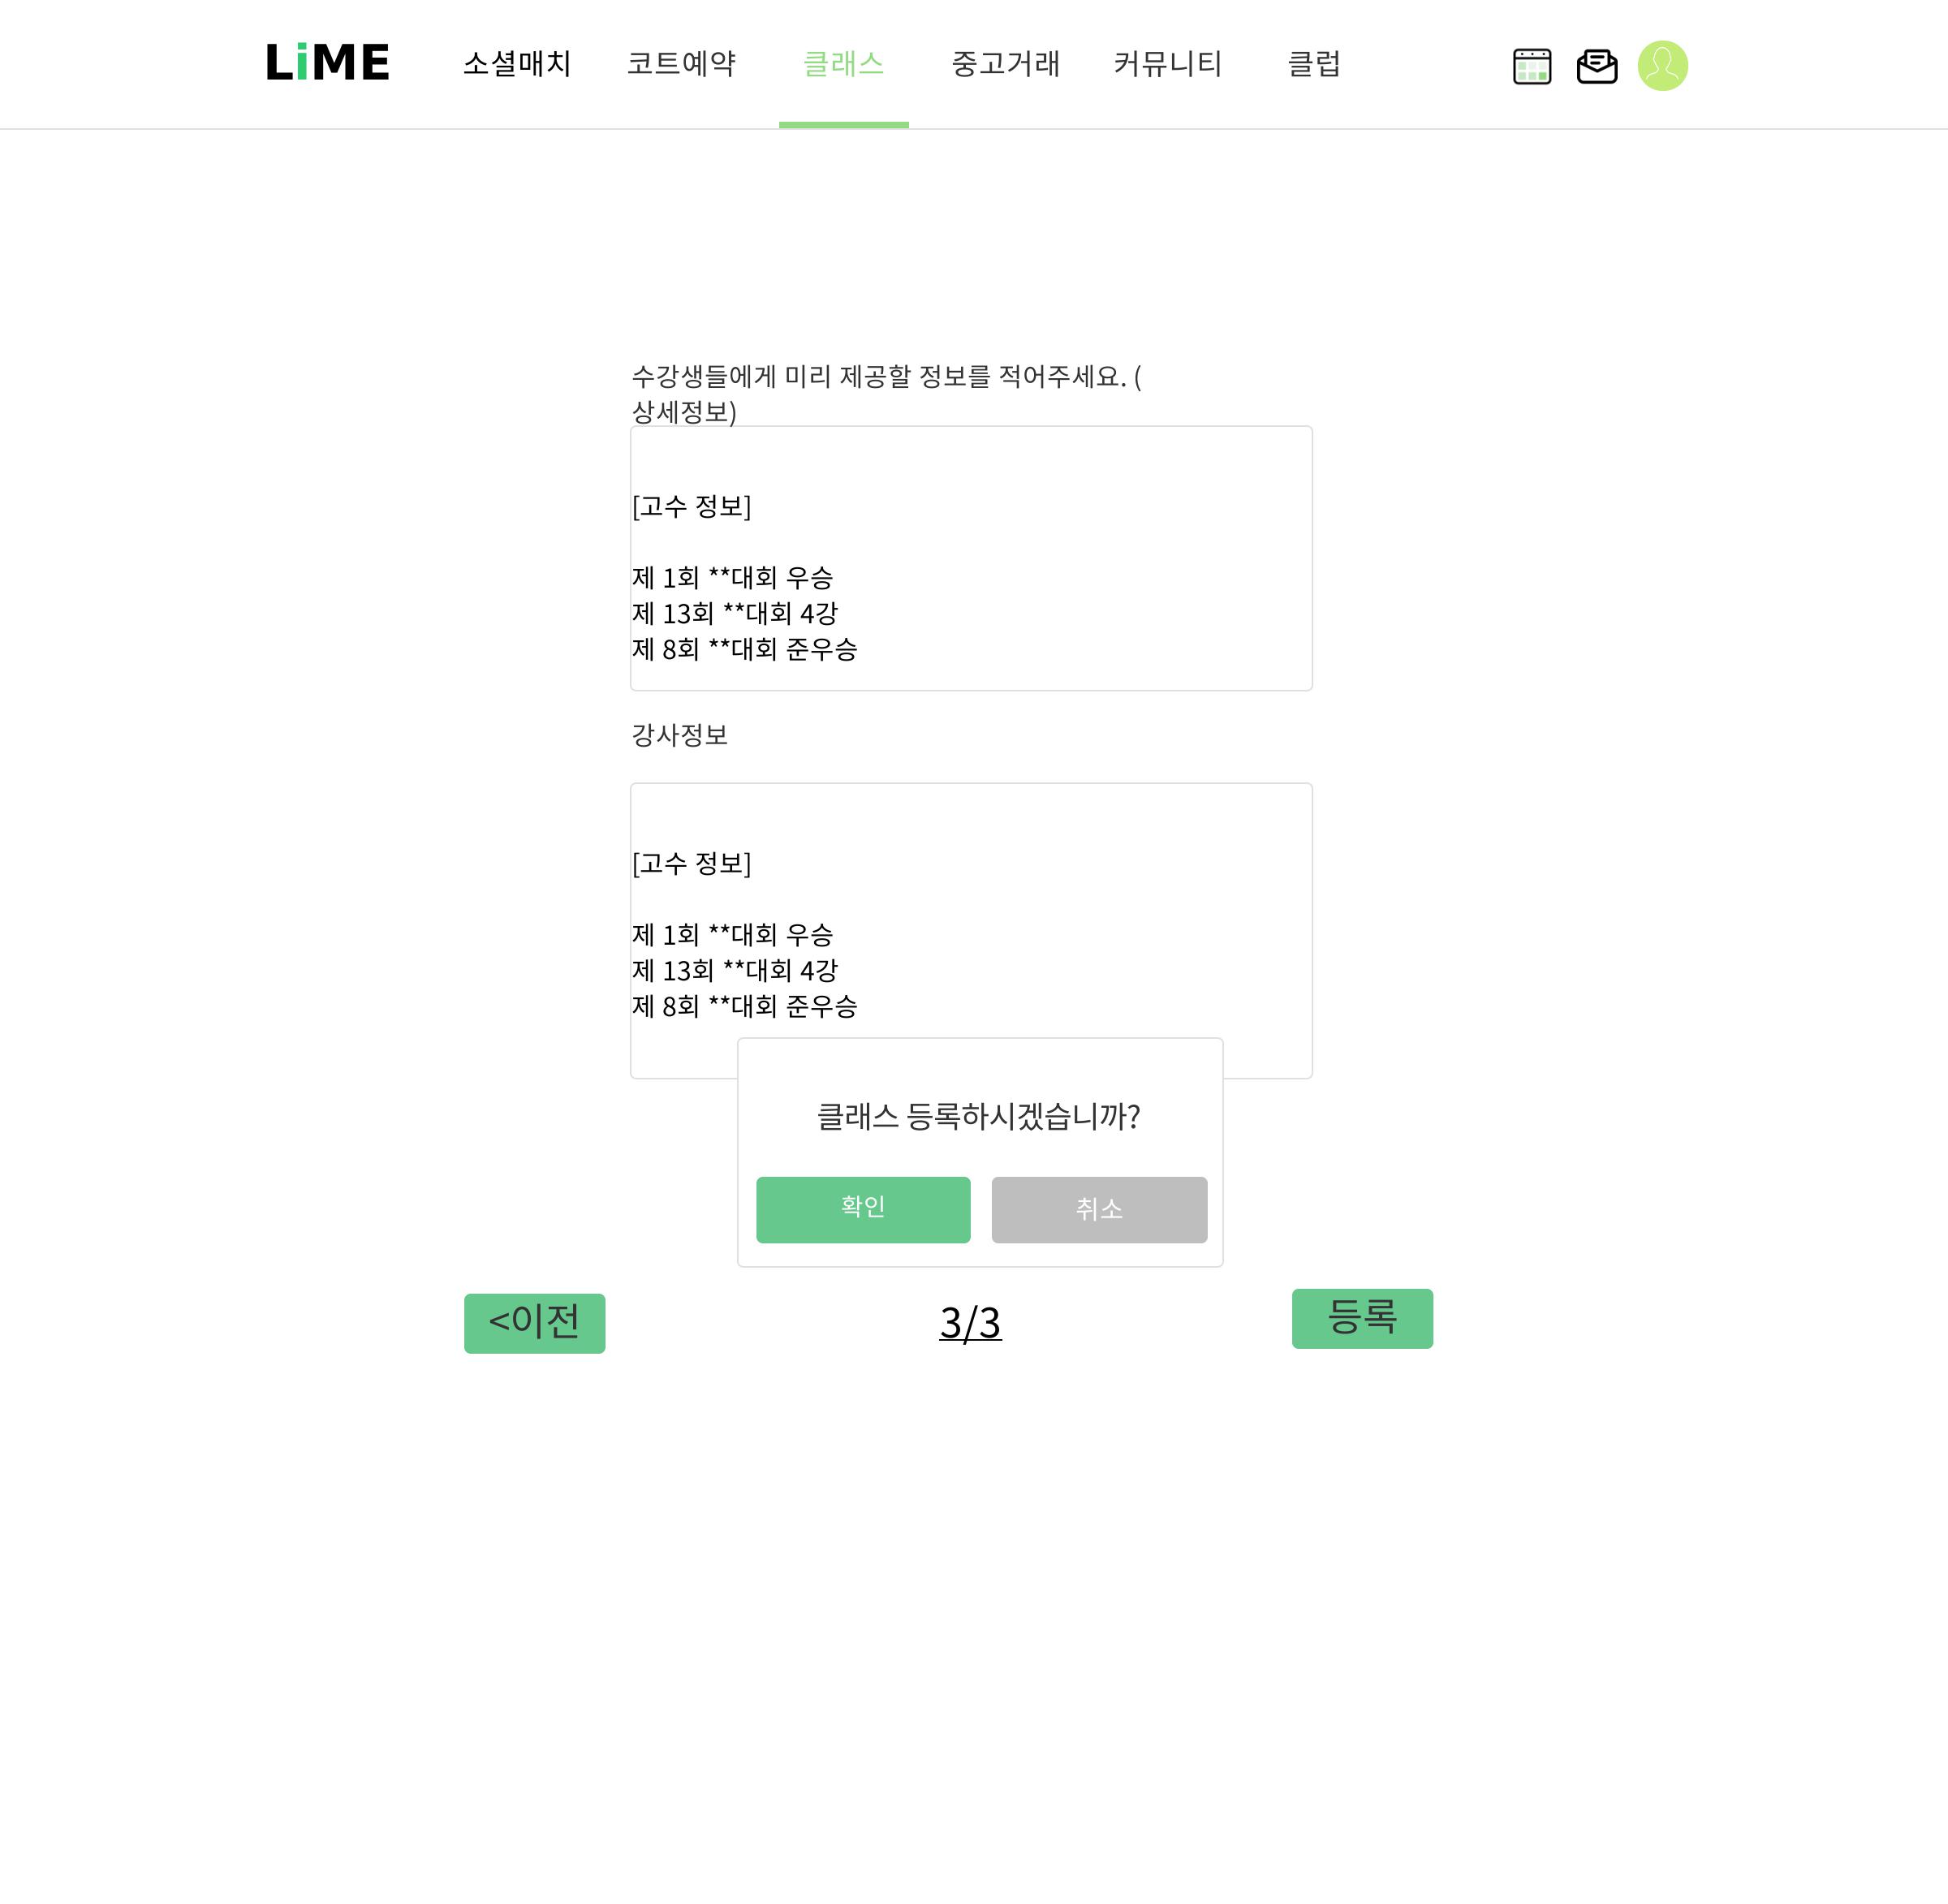 LiME 소셜매치 코트예약 클래스 중고거래 커뮤니티 클럽
수강생들에게 미리 제공할 정보를 적어주세요. (
상세정보)
[고수 정보]
제 1회 **대회 우승
제 13회 **대회 4강
제 8회 **대회 준우승
강사정보
[고수 정보]
제 1회 **대회 우승
제 13회 **대회 4강
제 8회 **대회 준우승
클래스 등록하시겠습니까?
확인 취소
<이전 3/3 등록